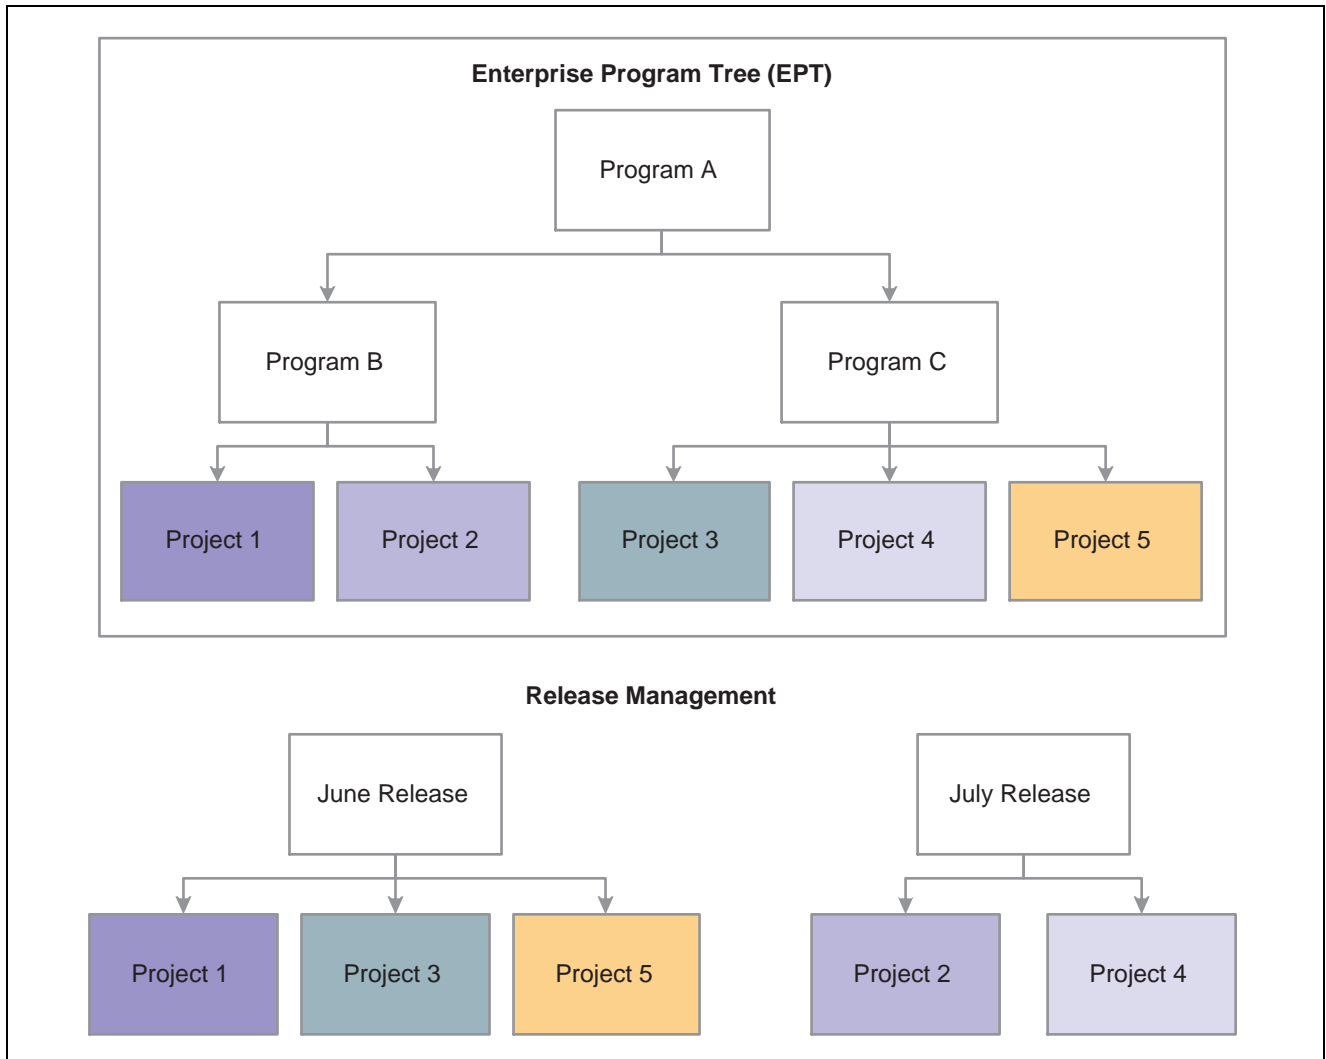 Enterprise Program Tree (EPT)
Program A
Program B
Program C
Project 1
Project 2
Project 3
Project 4
Project 5
Release Management
June Release
July Release
Project 1
Project 3
Project 5
Project 2
Project 4